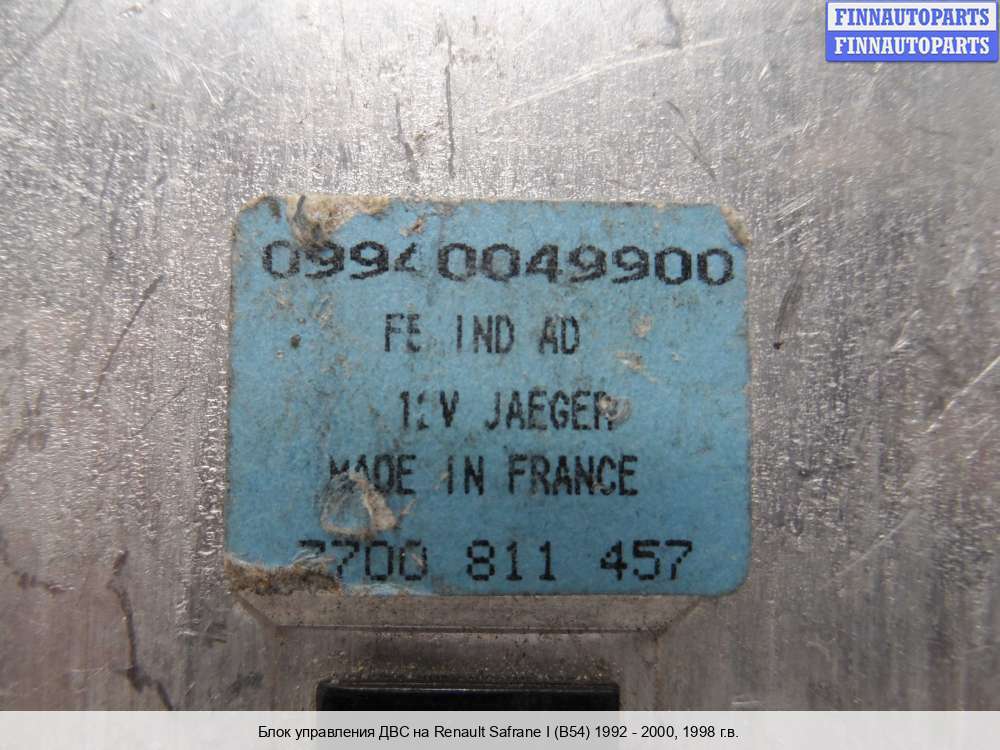 FINNAUTOPARTS
FINNAUTOPARTS
09940049900
FE IND AD
12V JAEGER
MADE IN FRANCE
7700 811 457
Блок управления ДВС на Renault Safrane I (B54) 1992 - 2000, 1998 г.в.